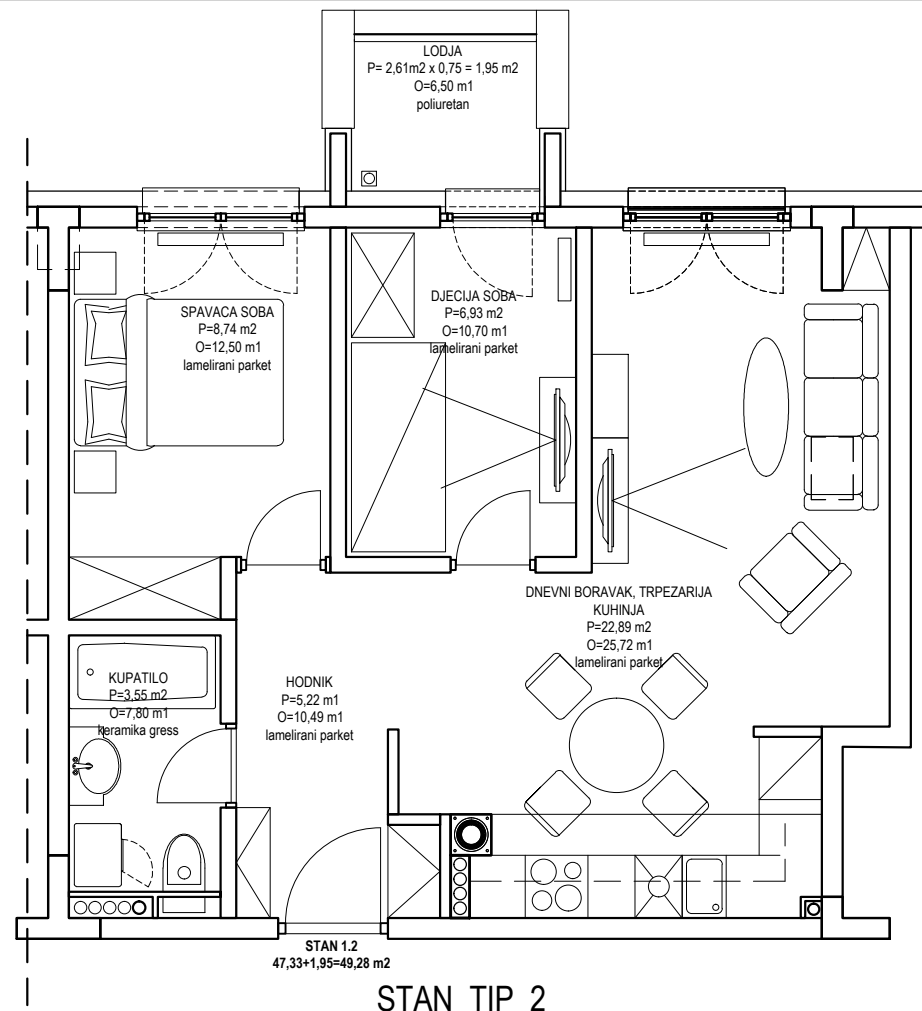 LODJA
P= 2,61m2 x 0,75 = 1,95 m2
O=6,50 m1
poliuretan
SPAVACA SOBA
P=8,74 m2
O=12,50 m1
lamelirani parket
DJECIJA SOBA
P=6,93 m2
O=10,70 m1
lamelirani parket
DNEVNI BORAVAK, TRPEZARIJA
KUHINJA
P=22,89 m2
O=25,72 m1
lamelirani parket
KUPATILO
P=3,55 m2
O=7,80 m1
keramika gress
HODNIK
P=5,22 m1
O=10,49 m1
lamelirani parket
STAN 1.2
47,33+1,95=49,28 m2
STAN TIP 2